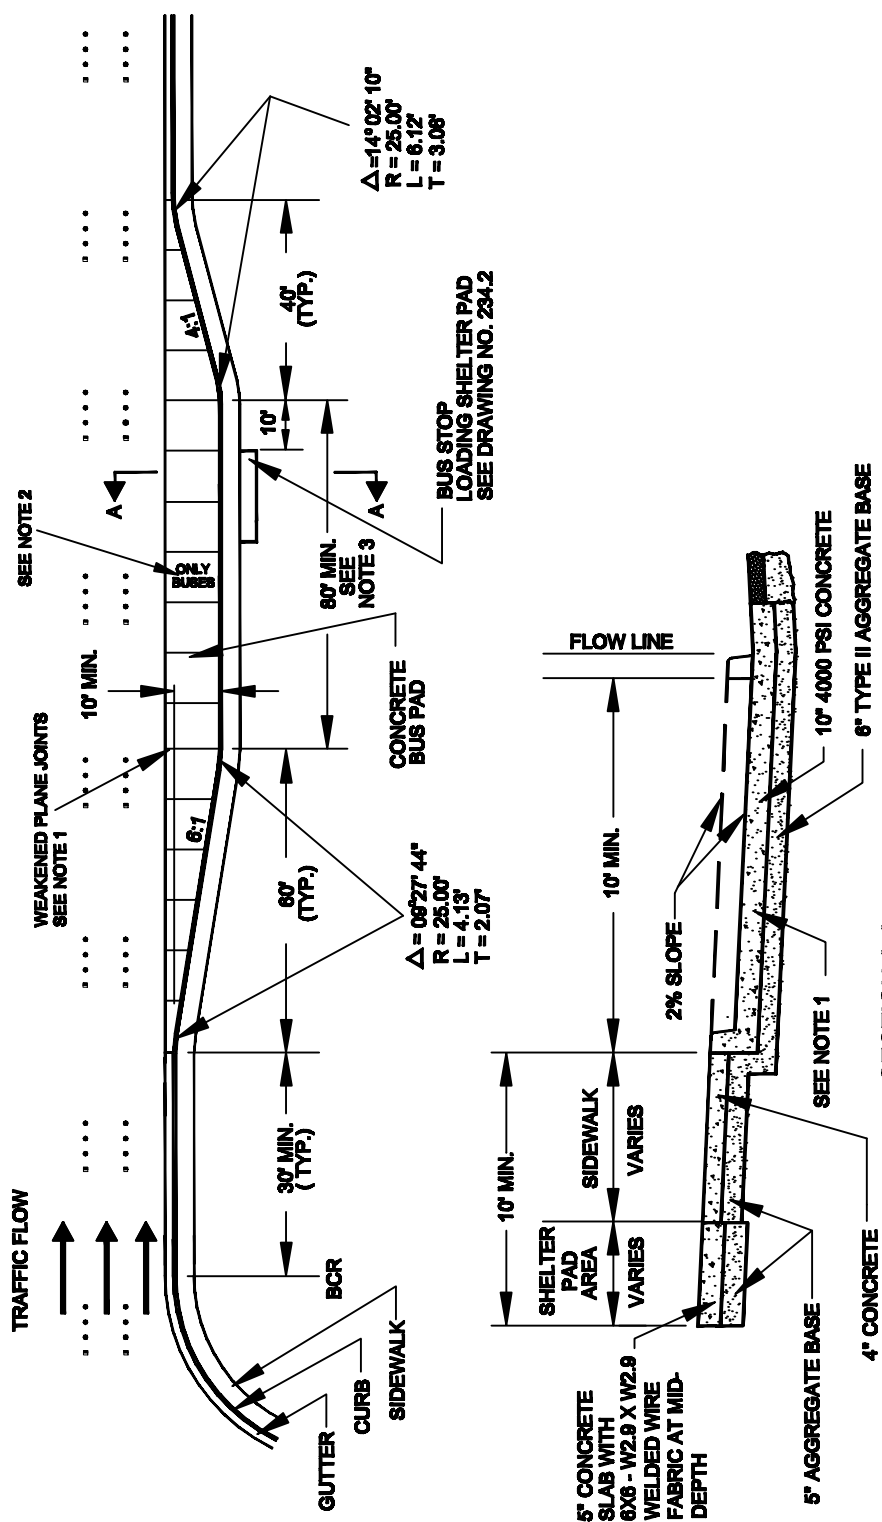 TRAFFIC FLOW
WEAKENED PLANE JOINTS
SEE NOTE 1
SEE NOTE 2
10' MIN.
ONLY
BUSES
6:1
4:1
A
A
GUTTER
CURB
SIDEWALK
BCR
30' MIN.
( TYP.)
60'
(TYP.)
80' MIN.
SEE
NOTE 3
10'
40'
(TYP.)
△ = 09°27' 44"
R = 25.00'
L = 4.13'
T = 2.07'
CONCRETE
BUS PAD
BUS STOP
LOADING SHELTER PAD
SEE DRAWING NO. 234.2
△=14°02' 10"
R = 25.00'
L = 6.12'
T = 3.08'
10' MIN.
SHELTER
PAD
AREA
VARIES
SIDEWALK
VARIES
10' MIN.
FLOW LINE
2% SLOPE
5" CONCRETE
SLAB WITH
6X6 - W2.9 X W2.9
WELDED WIRE
FABRIC AT MID-
DEPTH
5" AGGREGATE BASE
4" CONCRETE
SEE NOTE 1
10" 4000 PSI CONCRETE
6" TYPE II AGGREGATE BASE